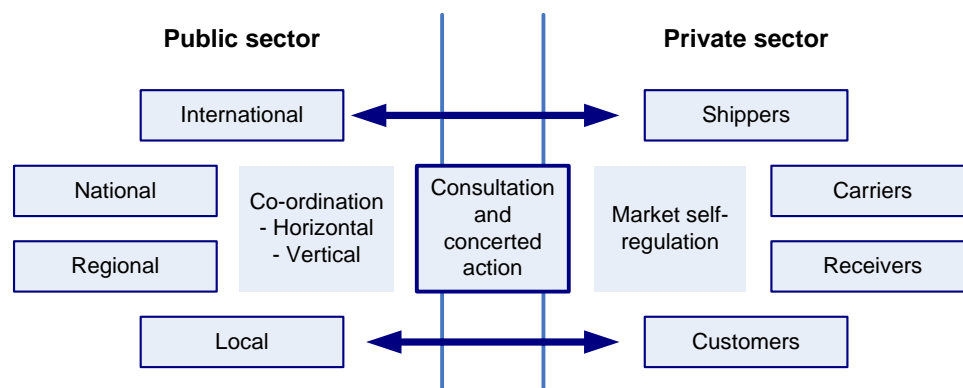 Public sector
Private sector
International
Shippers
National
Co-ordination
- Horizontal
- Vertical
Consultation
and
concerted
action
Market self-
regulation
Carriers
Regional
Receivers
Local
Customers